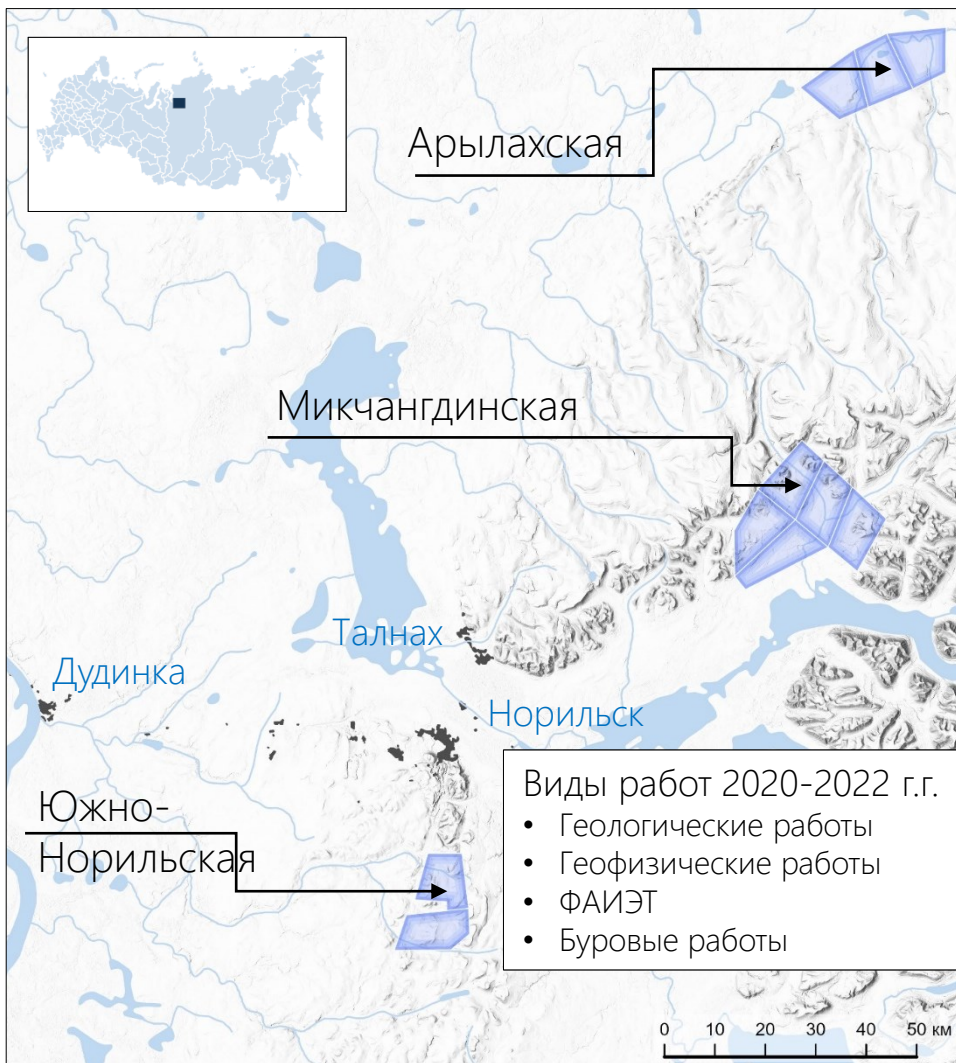 Арылахская
Микчангдинская
Талнах
Дудинка
Норильск
Южно-
Норильская
Виды работ 2020-2022 г.г.
• Геологические работы
• Геофизические работы
• ФАИЭТ
• Буровые работы
0 10 20 30 40 50 км